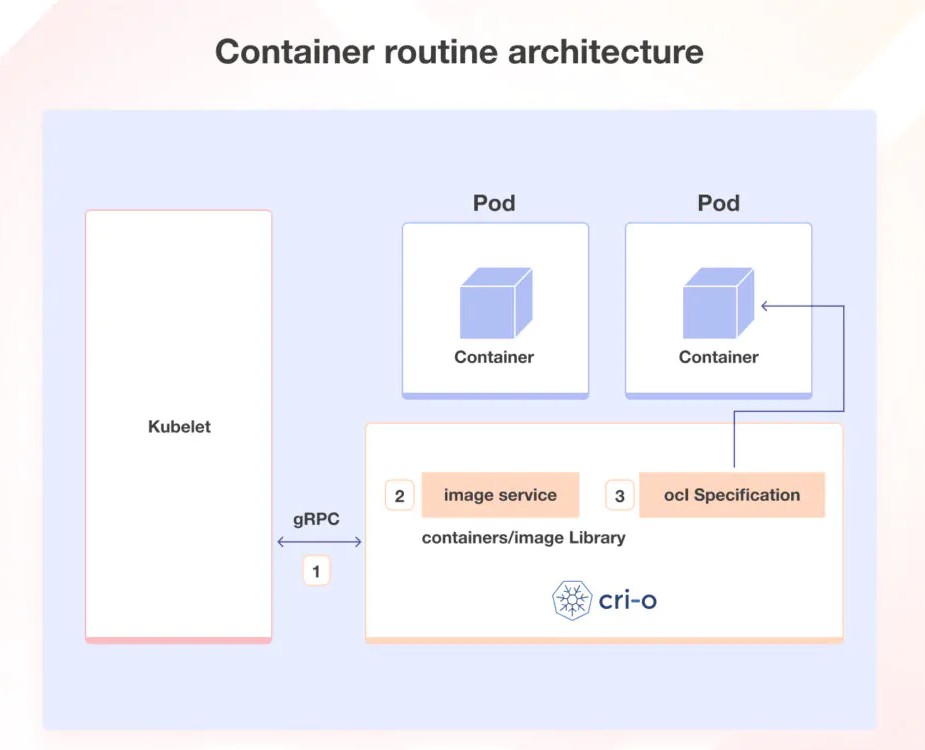 Container routine architecture
Pod
Pod
Container
Container
Kubelet
gRPC
1
2
image service
3
ocI Specification
containers/image Library
cri-o